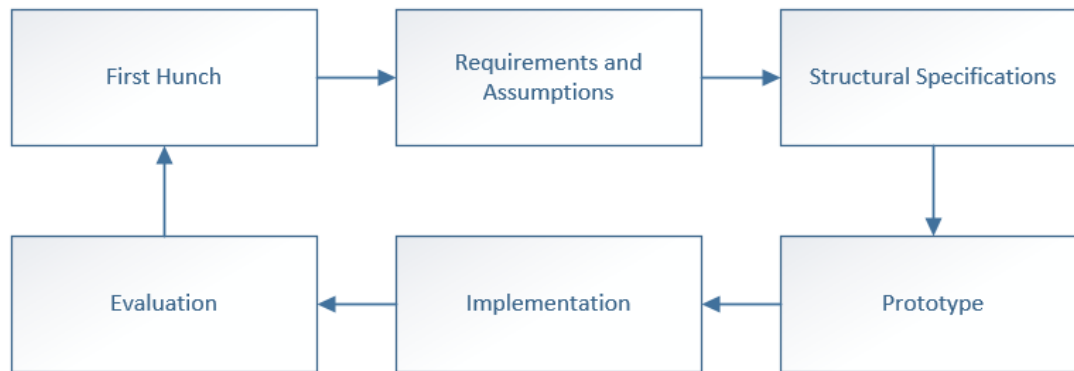 First Hunch
Requirements and
Assumptions
Structural Specifications
Evaluation
Implementation
Prototype